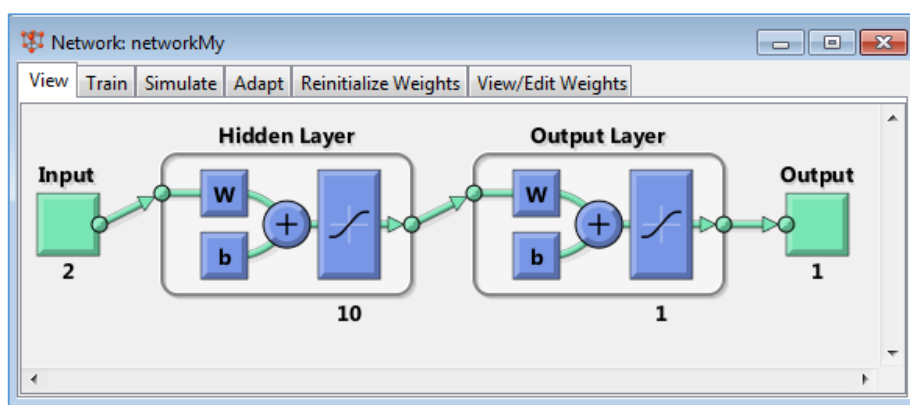 Network: networkMy
View Train Simulate Adapt Reinitialize Weights View/Edit Weights
Hidden Layer Output Layer
Input Output
W W
+ +
b b
2 1
10 1